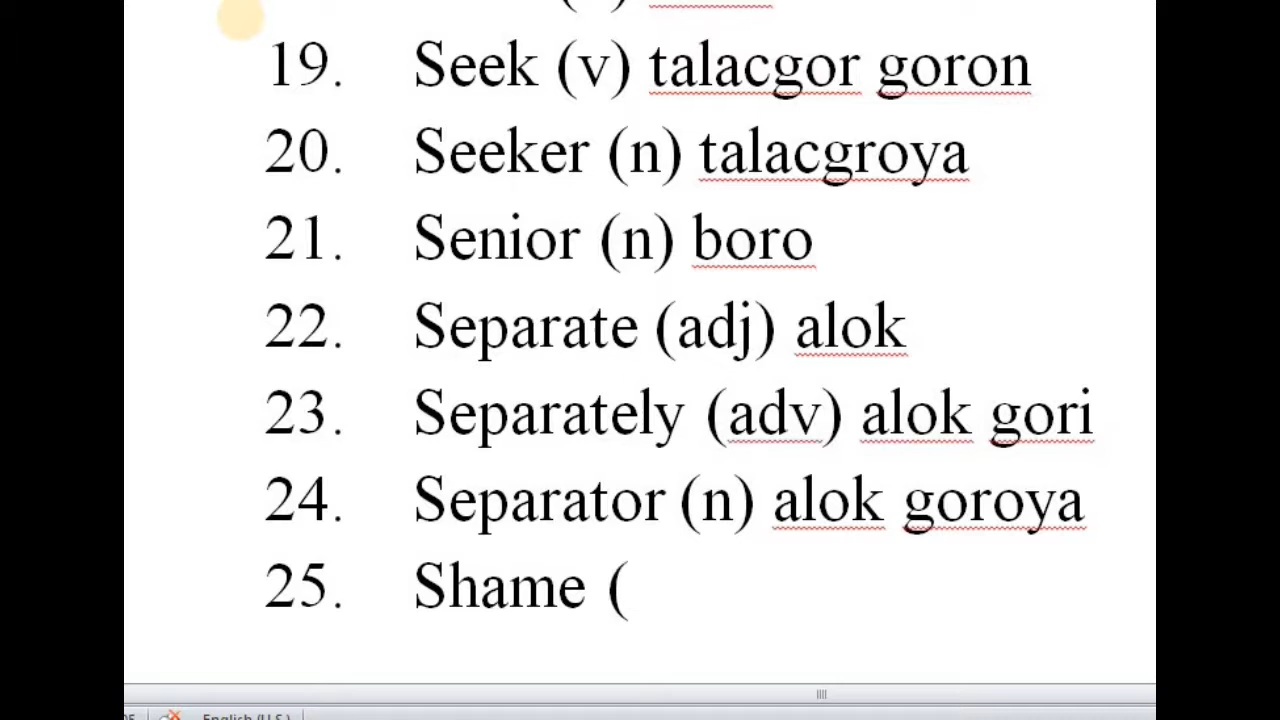 19. Seek (v) talacgor goron
20. Seeker (n) talacgroya
21. Senior (n) boro
22. Separate (adj) alok
23. Separately (adv) alok gori
24. Separator (n) alok goroya
25. Shame (
English (U.S.)